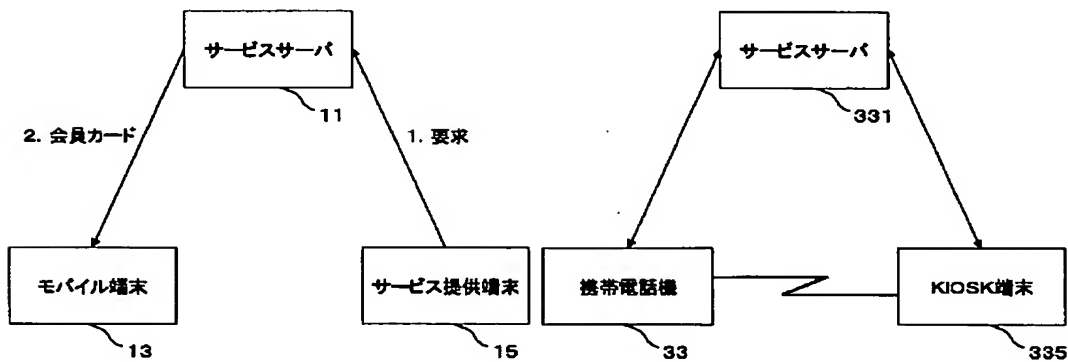 サービスサーバ
11
2. 会員カード
1. 要求
モバイル端末
13
サービス提供端末
15
サービスサーバ
331
携帯電話機
33
KIOSK端末
335